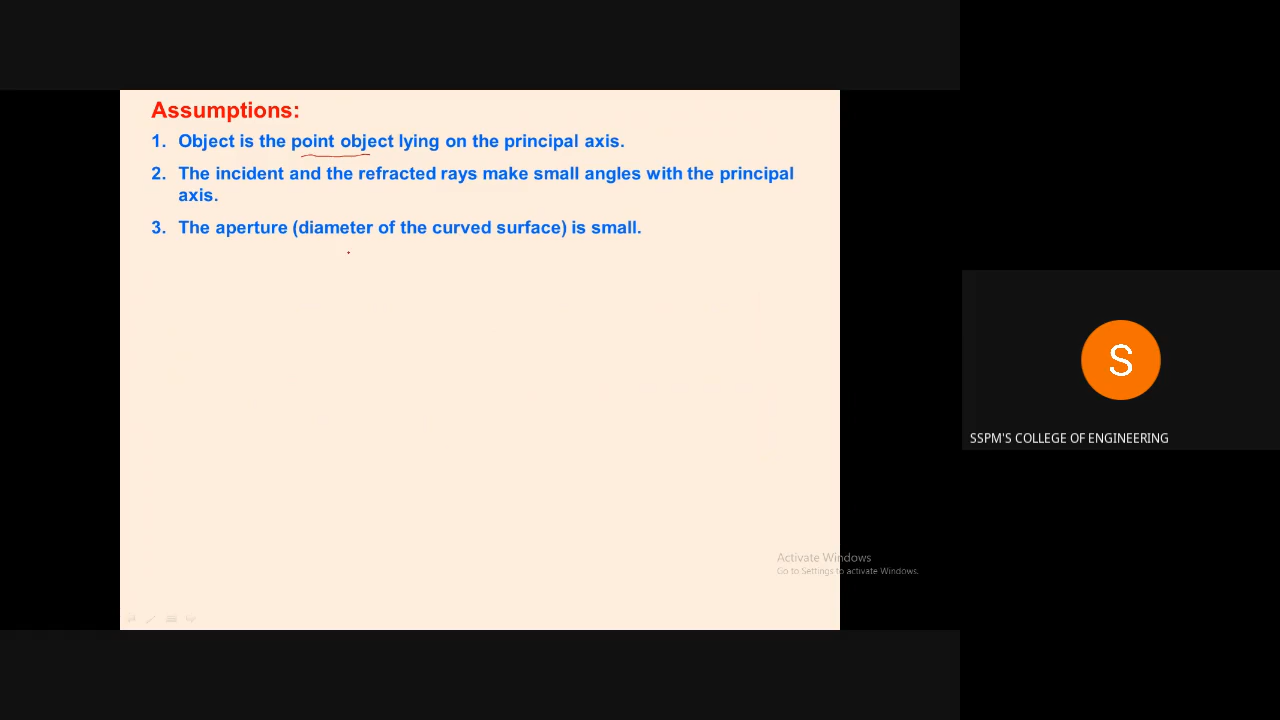 Assumptions:
1. Object is the point object lying on the principal axis.
2. The incident and the refracted rays make small angles with the principal
axis.
3. The aperture (diameter of the curved surface) is small.
S
SSPM'S COLLEGE OF ENGINEERING
Activate Windows
Go to Settings to activate Windows.